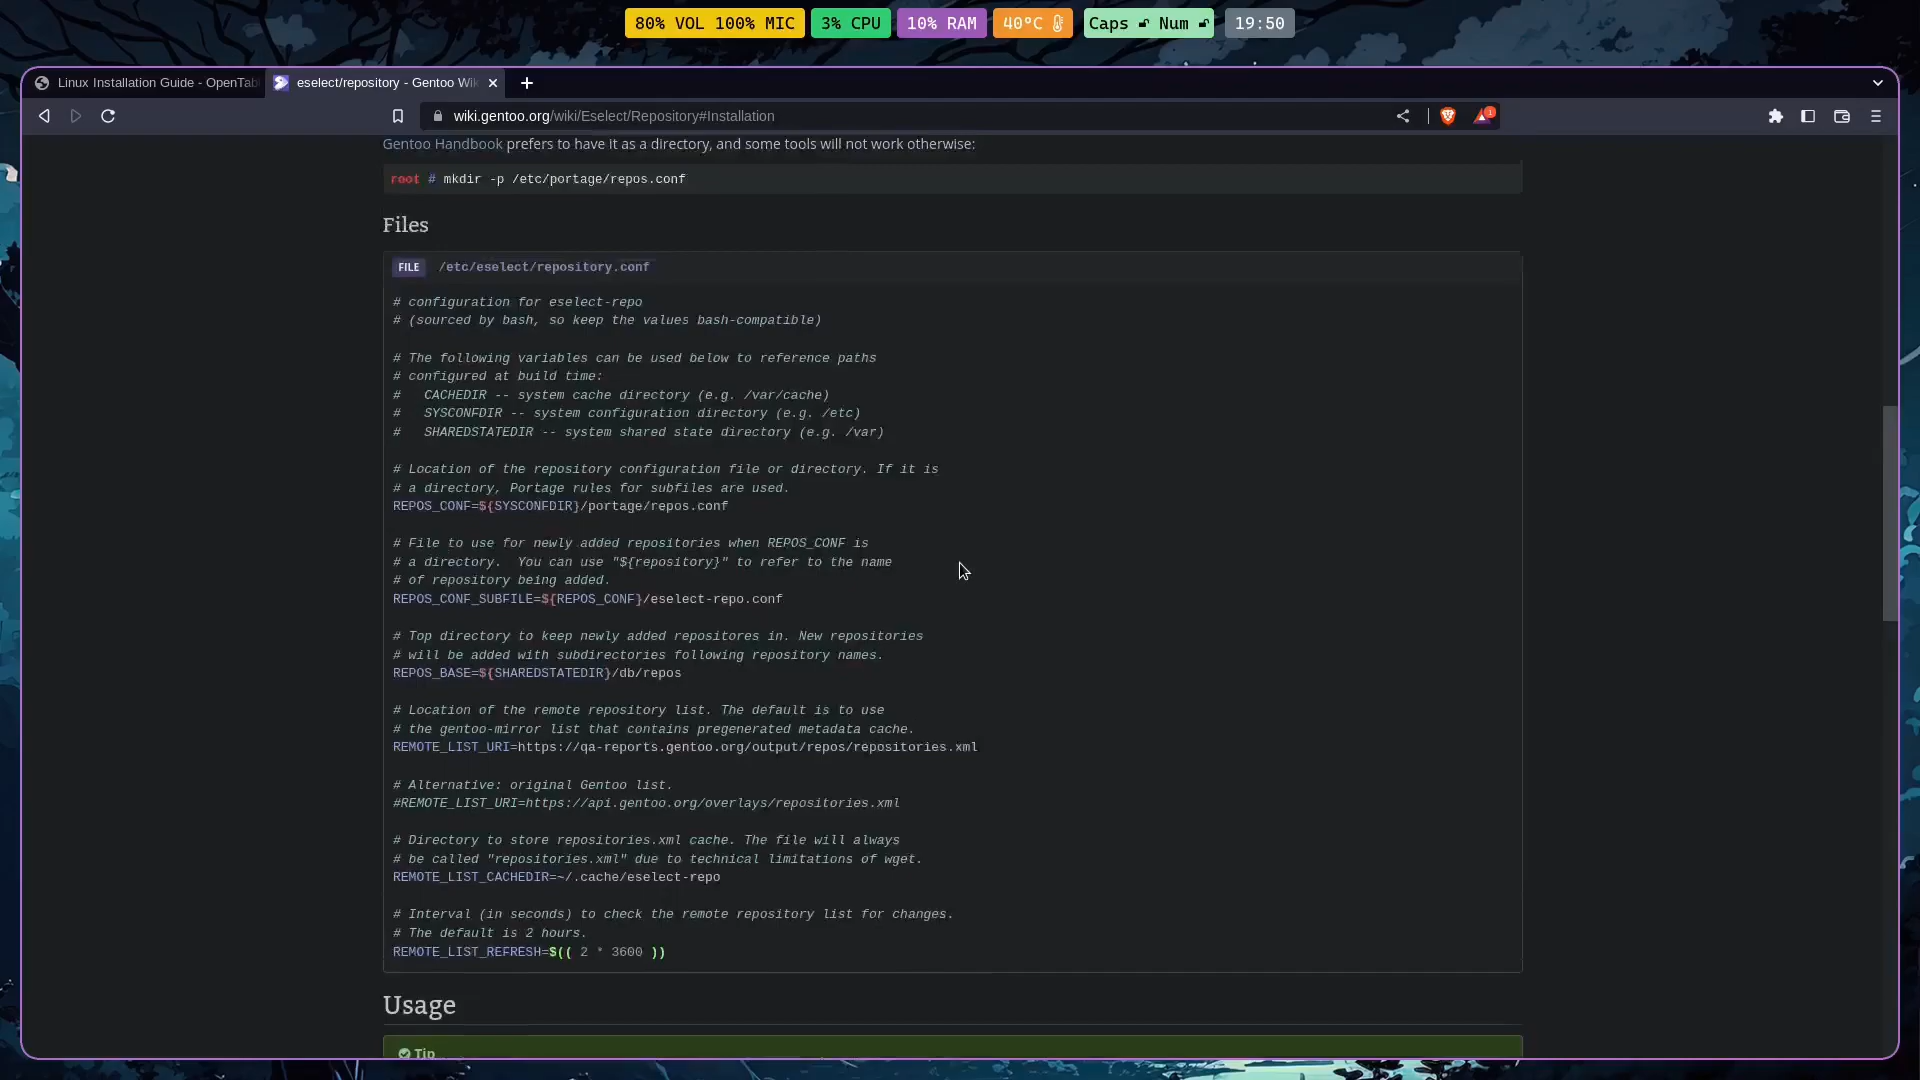 80% VOL 100% MIC
3% CPU
10% RAM
40°C
Caps Num
19:50
Linux Installation Guide - OpenTab
eselect/repository - Gentoo Wik
wiki.gentoo.org/wiki/Eselect/Repository#Installation
1
Gentoo Handbook prefers to have it as a directory, and some tools will not work otherwise:
root # mkdir -p /etc/portage/repos.conf
Files
FILE /etc/eselect/repository.conf
# configuration for eselect-repo
# (sourced by bash, so keep the values bash-compatible)
# The following variables can be used below to reference paths
# configured at build time:
#   CACHEDIR -- system cache directory (e.g. /var/cache)
#   SYSCONFDIR -- system configuration directory (e.g. /etc)
#   SHAREDSTATEDIR -- system shared state directory (e.g. /var)
# Location of the repository configuration file or directory. If it is
# a directory, Portage rules for subfiles are used.
REPOS_CONF=${SYSCONFDIR}/portage/repos.conf
# File to use for newly added repositories when REPOS_CONF is
# a directory.  You can use "${repository}" to refer to the name
# of repository being added.
REPOS_CONF_SUBFILE=${REPOS_CONF}/eselect-repo.conf
# Top directory to keep newly added repositores in. New repositories
# will be added with subdirectories following repository names.
REPOS_BASE=${SHAREDSTATEDIR}/db/repos
# Location of the remote repository list. The default is to use
# the gentoo-mirror list that contains pregenerated metadata cache.
REMOTE_LIST_URI=https://qa-reports.gentoo.org/output/repos/repositories.xml
# Alternative: original Gentoo list.
#REMOTE_LIST_URI=https://api.gentoo.org/overlays/repositories.xml
# Directory to store repositories.xml cache. The file will always
# be called "repositories.xml" due to technical limitations of wget.
REMOTE_LIST_CACHEDIR=~/.cache/eselect-repo
# Interval (in seconds) to check the remote repository list for changes.
# The default is 2 hours.
REMOTE_LIST_REFRESH=$(( 2 * 3600 ))
Usage
Tip